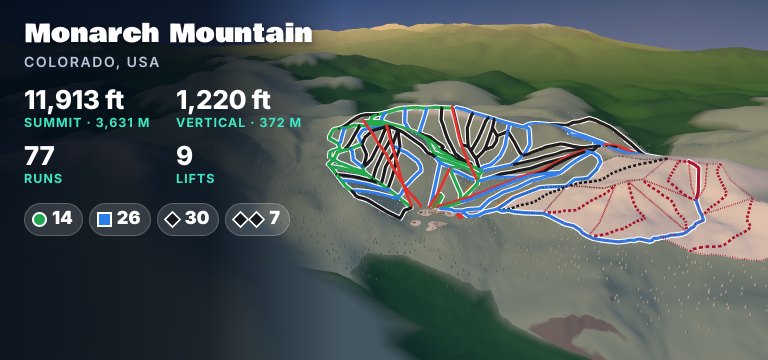 Monarch Mountain
COLORADO, USA
11,913 ft 1,220 ft
SUMMIT · 3,631 M VERTICAL · 372 M
77 9
RUNS LIFTS
14 26 30 7